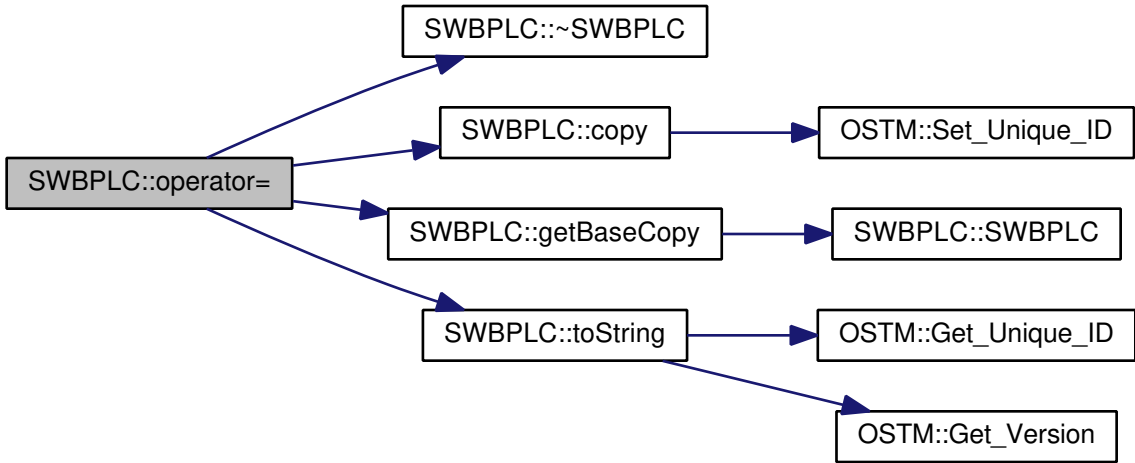 SWBPLC::~SWBPLC
SWBPLC::copy
OSTM::Set_Unique_ID
SWBPLC::operator=
SWBPLC::getBaseCopy
SWBPLC::SWBPLC
SWBPLC::toString
OSTM::Get_Unique_ID
OSTM::Get_Version